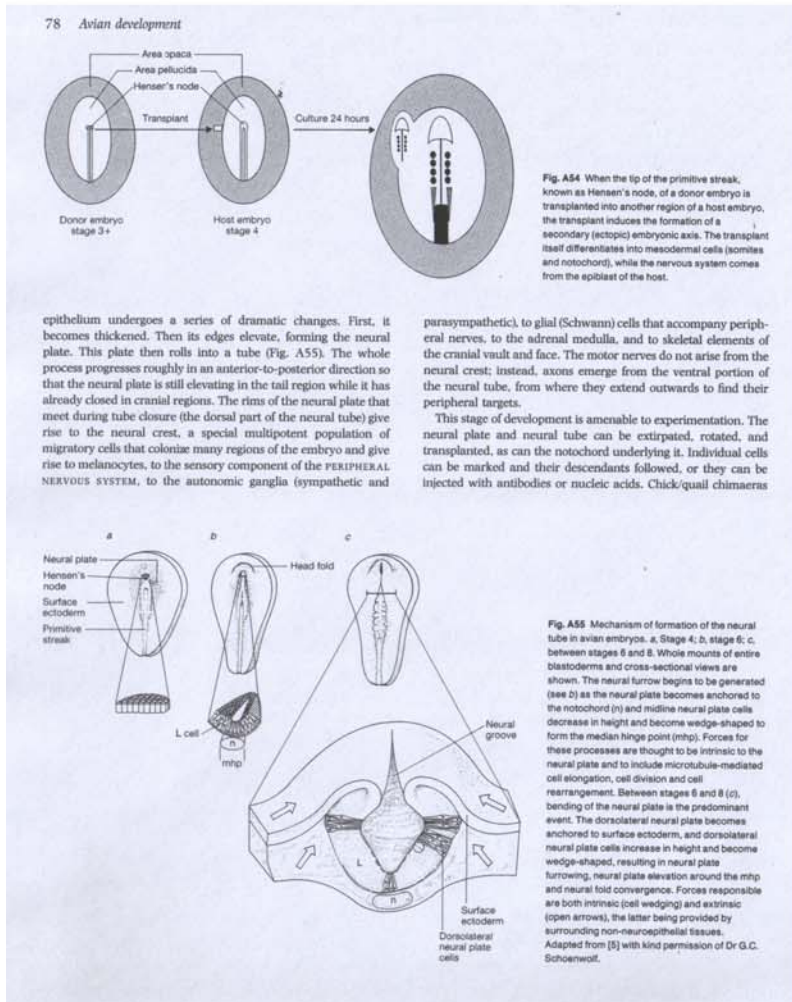 78 Avian development
Area opaca
Area pellucida
Henser's node
Transplant
Culture 24 hours
Donor embryo
stage 3+
Host embryo
stage 4
Fig. A54 When the tip of the primitive streak,
known as Hensen's node, of a donor embryo is
transplanted into another region of a host embryo,
the transplant induces the formation of a
secondary (ectopic) embryonic axis. The transplant
itself differentiates into mesodermal cells (somites
and notochord), while the nervous system comes
from the epiblast of the host.
epithelium undergoes a series of dramatic changes. First, it
becomes thickened. Then its edges elevate, forming the neural
plate. This plate then rolls into a tube (Fig. A55). The whole
process progresses roughly in an anterior-to-posterior direction so
that the neural plate is still elevating in the tail region while it has
already closed in cranial regions. The rims of the neural plate that
meet during tube closure (the dorsal part of the neural tube) give
rise to the neural crest, a special multipotent population of
migratory cells that colonize many regions of the embryo and give
rise to melanocytes, to the sensory component of the PERIPHERAL
NERVOUS SYSTEM, to the autonomic ganglia (sympathetic and
parasympathetic), to glial (Schwann) cells that accompany periph-
eral nerves, to the adrenal medulla, and to skeletal elements of
the cranial vault and face. The motor nerves do not arise from the
neural crest; instead, axons emerge from the ventral portion of
the neural tube, from where they extend outwards to find their
peripheral targets.
This stage of development is amenable to experimentation. The
neural plate and neural tube can be extirpated, rotated, and
transplanted, as can the notochord underlying it. Individual cells
can be marked and their descendants followed, or they can be
injected with antibodies or nucleic acids. Chick/quail chimaeras
a
b
c
Neural plate
Hensen's
node
Surface
ectoderm
Primitive
streak
Head fold
L cell
n
mhp
Neural
groove
L
n
Surface
ectoderm
Dorsolateral
neural plate
cells
Fig. A55 Mechanism of formation of the neural
tube in avian embryos. a, Stage 4; b, stage 6; c,
between stages 6 and 8. Whole mounts of entire
blastoderms and cross-sectional views are
shown. The neural furrow begins to be generated
(see b) as the neural plate becomes anchored to
the notochord (n) and midline neural plate cells
decrease in height and become wedge-shaped to
form the median hinge point (mhp). Forces for
these processes are thought to be intrinsic to the
neural plate and to include microtubule-mediated
cell elongation, cell division and cell
rearrangement. Between stages 6 and 8 (c),
bending of the neural plate is the predominant
event. The dorsolateral neural plate becomes
anchored to surface ectoderm, and dorsolateral
neural plate cells increase in height and become
wedge-shaped, resulting in neural plate
furrowing, neural plate elevation around the mhp
and neural fold convergence. Forces responsible
are both intrinsic (cell wedging) and extrinsic
(open arrows), the latter being provided by
surrounding non-neuroepithelial tissues.
Adapted from [5] with kind permission of Dr G.C.
Schoenwolf.